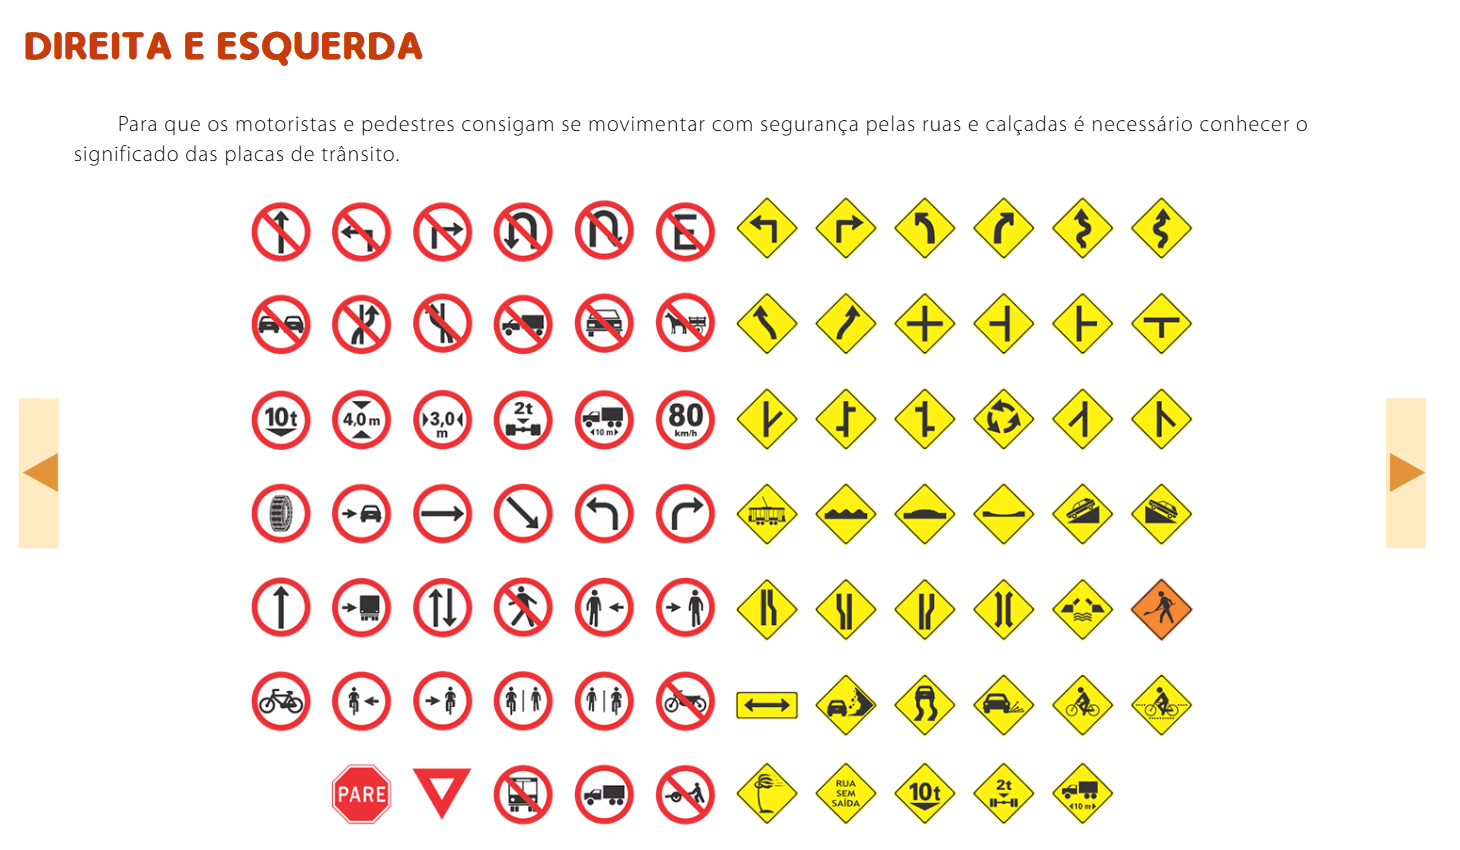 DIREITA E ESQUERDA
Para que os motoristas e pedestres consigam se movimentar com segurança pelas ruas e calçadas é necessário conhecer o
significado das placas de trânsito.
E
10t
4,0 m
3,0
m
2t
10 m
80
km/h
PARE
RUA
SEM
SAÍDA
10t
2t
10 m